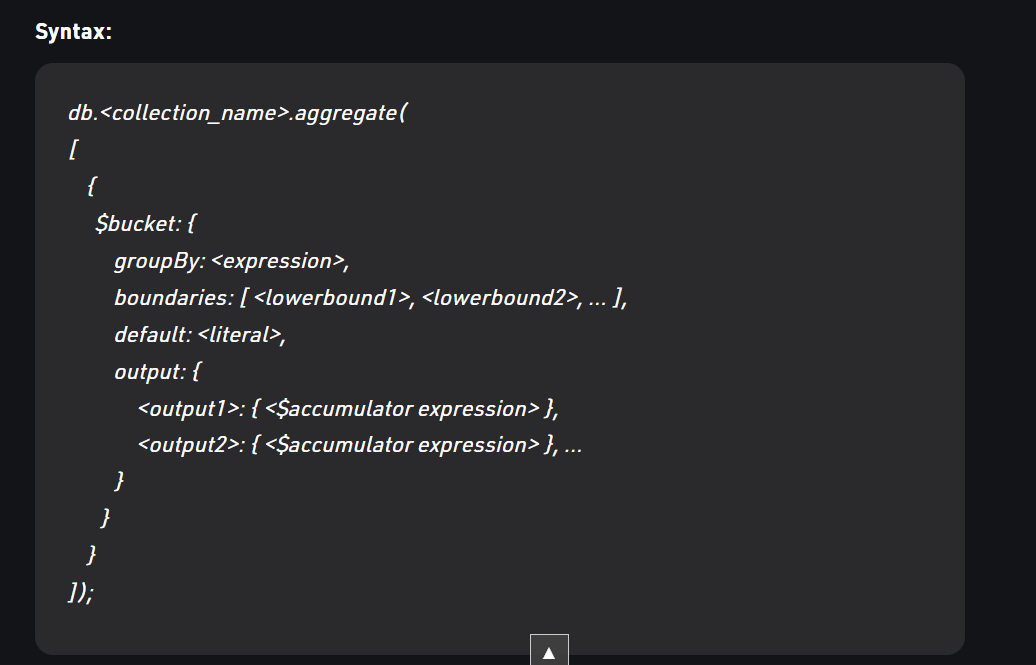 Syntax:
db.<collection_name>.aggregate(
[
{
$bucket: {
groupBy: <expression>,
boundaries: [ <lowerbound1>, <lowerbound2>, ... ],
default: <literal>,
output: {
<output1>: { <$accumulator expression> },
<output2>: { <$accumulator expression> }, ...
}
}
}
]);
▲